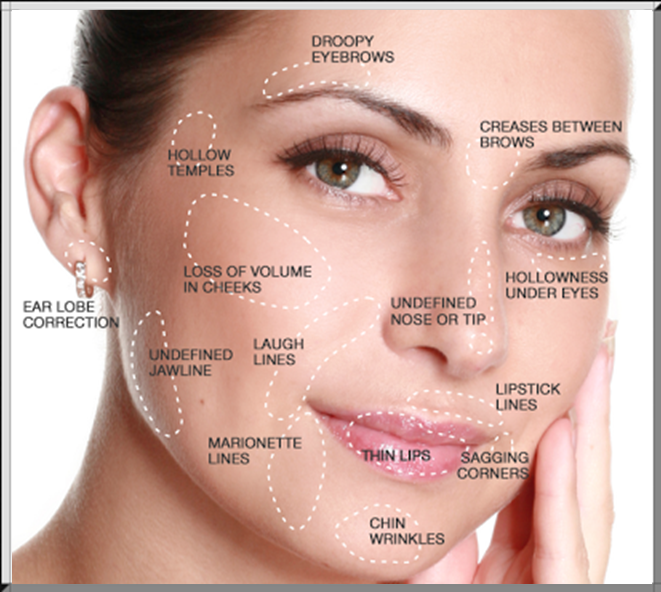 DROOPY
EYEBROWS
CREASES BETWEEN
BROWS
HOLLOW
TEMPLES
LOSS OF VOLUME
IN CHEEKS
HOLLOWNESS
UNDER EYES
EAR LOBE
CORRECTION
UNDEFINED
NOSE OR TIP
LAUGH
LINES
UNDEFINED
JAWLINE
LIPSTICK
LINES
MARIONETTE
LINES
THIN LIPS
SAGGING
CORNERS
CHIN
WRINKLES